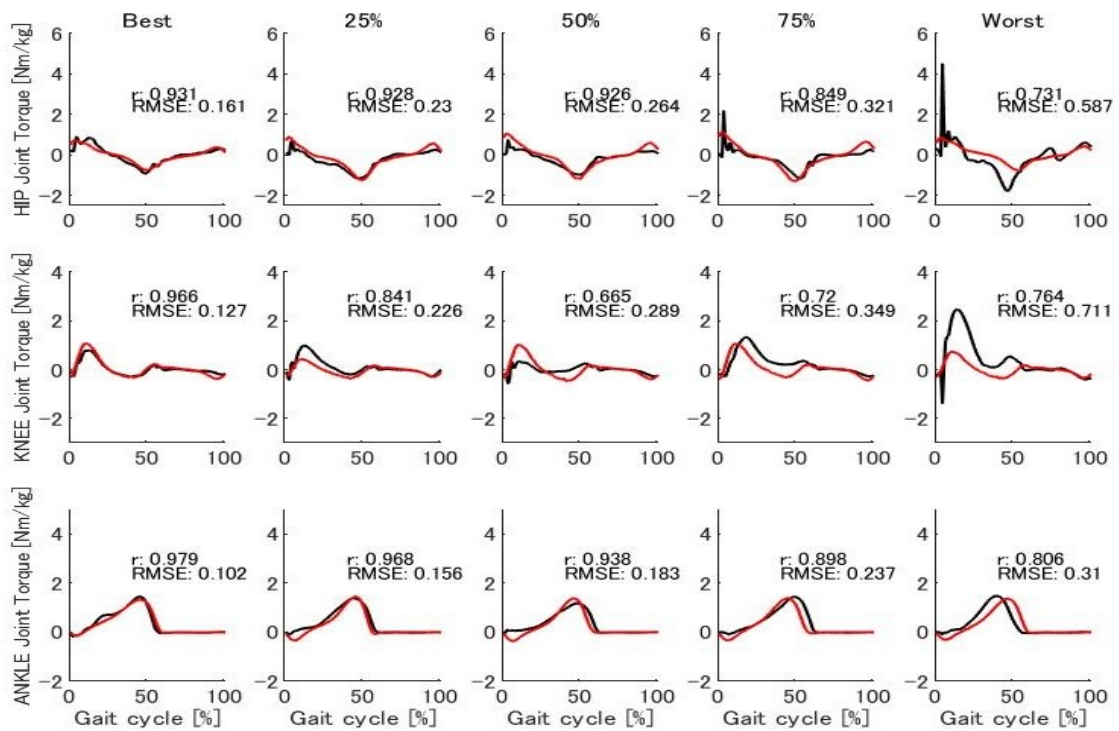 Best 25% 50% 75% Worst
HIP Joint Torque [Nm/kg]
6 6 6 6 6
4 4 4 4 4
r: 0.931 r: 0.928 r: 0.926 r: 0.849 r: 0.731
RMSE: 0.161 RMSE: 0.23 RMSE: 0.264 RMSE: 0.321 RMSE: 0.587
2 2 2 2 2
0 0 0 0 0
−2 −2 −2 −2 −2
0 50 100 0 50 100 0 50 100 0 50 100 0 50 100
KNEE Joint Torque [Nm/kg]
4 4 4 4 4
r: 0.966 r: 0.841 r: 0.665 r: 0.72 r: 0.764
RMSE: 0.127 RMSE: 0.226 RMSE: 0.289 RMSE: 0.349 RMSE: 0.711
2 2 2 2 2
0 0 0 0 0
−2 −2 −2 −2 −2
0 50 100 0 50 100 0 50 100 0 50 100 0 50 100
ANKLE Joint Torque [Nm/kg]
4 4 4 4 4
r: 0.979 r: 0.968 r: 0.938 r: 0.898 r: 0.806
RMSE: 0.102 RMSE: 0.156 RMSE: 0.183 RMSE: 0.237 RMSE: 0.31
2 2 2 2 2
0 0 0 0 0
−2 −2 −2 −2 −2
0 50 100 0 50 100 0 50 100 0 50 100 0 50 100
Gait cycle [%] Gait cycle [%] Gait cycle [%] Gait cycle [%] Gait cycle [%]